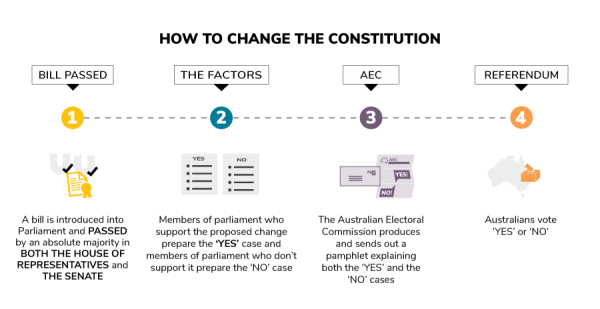 HOW TO CHANGE THE CONSTITUTION
BILL PASSED
THE FACTORS
AEC
REFERENDUM
1
2
3
4
YES
NO
AEC
YES!
NO!
A bill is introduced into
Parliament and PASSED
by an absolute majority in
BOTH THE HOUSE OF
REPRESENTATIVES and
THE SENATE
Members of parliament who
support the proposed change
prepare the ‘YES’ case and
members of parliament who don’t
support it prepare the ‘NO’ case
The Australian Electoral
Commission produces
and sends out a
pamphlet explaining
both the ‘YES’ and the
‘NO’ cases
Australians vote
‘YES’ or ‘NO’